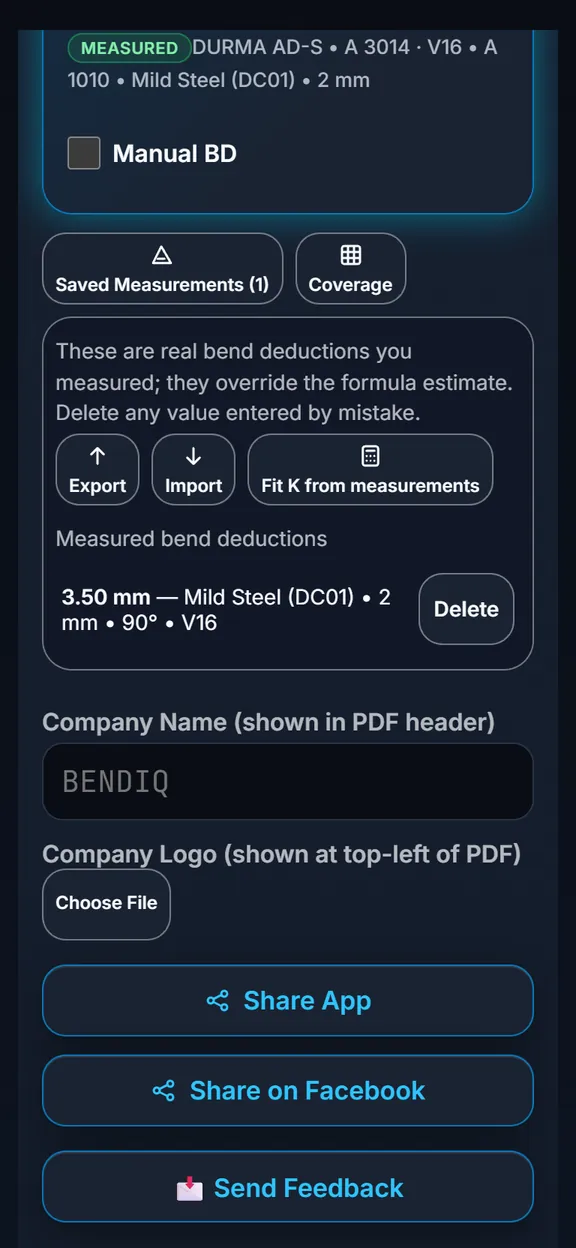 MEASURED DURMA AD-S • A 3014 · V16 • A
1010 • Mild Steel (DC01) • 2 mm
Manual BD
Saved Measurements (1)
Coverage
These are real bend deductions you
measured; they override the formula estimate.
Delete any value entered by mistake.
Export
Import
Fit K from measurements
Measured bend deductions
3.50 mm — Mild Steel (DC01) • 2
mm • 90° • V16
Delete
Company Name (shown in PDF header)
BENDIQ
Company Logo (shown at top-left of PDF)
Choose File
Share App
Share on Facebook
Send Feedback